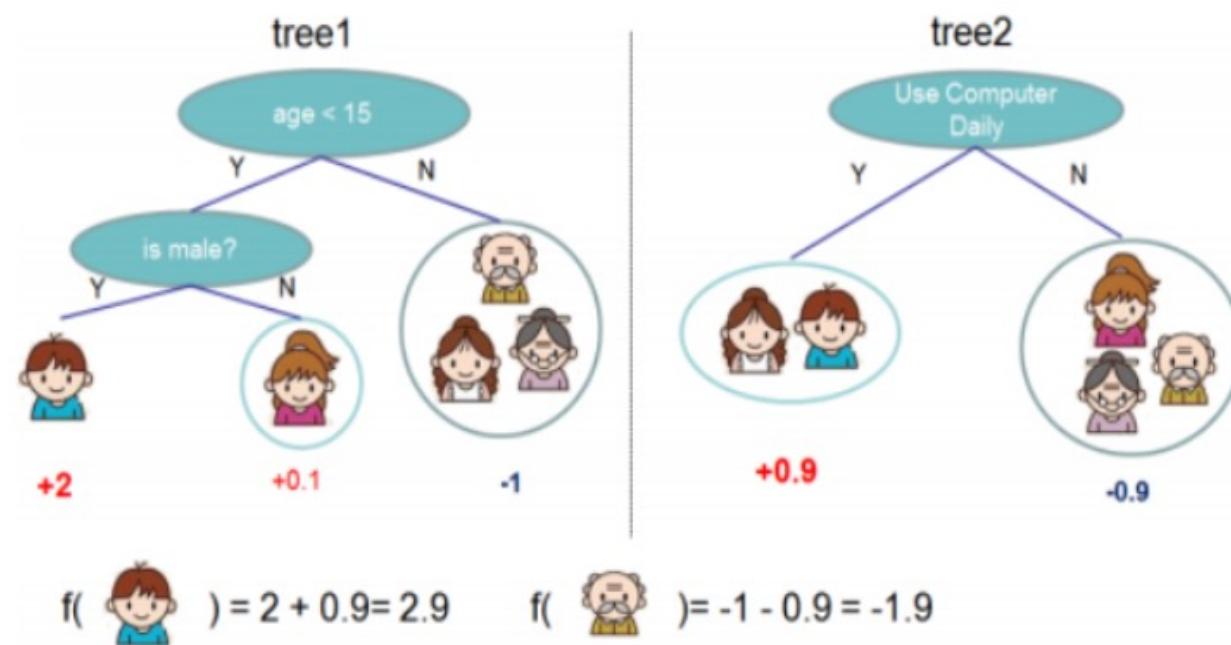 tree1
age < 15
Y
N
is male?
Y
N
+2
+0.1
-1
tree2
Use Computer
Daily
Y
N
+0.9
-0.9
f( ) = 2 + 0.9= 2.9
f( )= -1 - 0.9 = -1.9